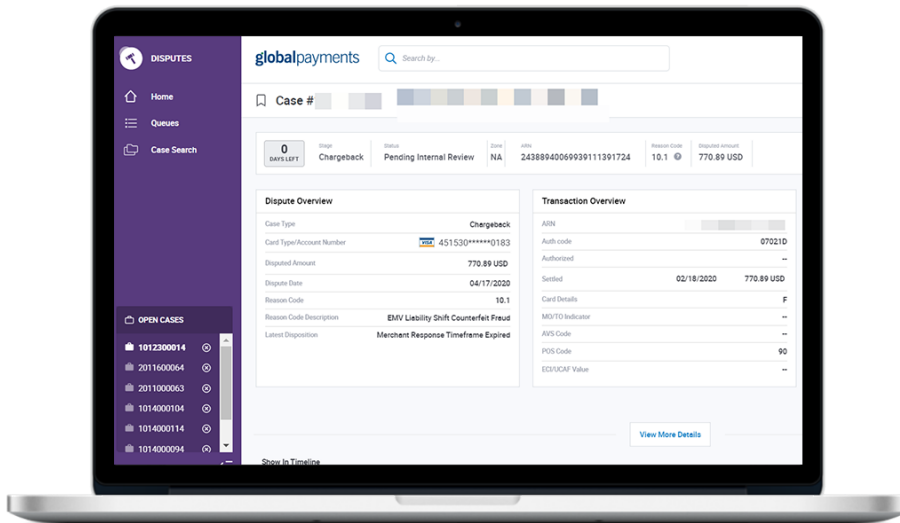 DISPUTES
globalpayments
Search by...
Home
Queues
Case Search
Case #
0
DAYS LEFT
Stage
Chargeback
Status
Pending Internal Review
Zone
NA
ARN
24388940069939111391724
Reason Code
10.1
Disputed Amount
770.89 USD
Dispute Overview
Case Type Chargeback
Card Type/Account Number VISA 451530******0183
Disputed Amount 770.89 USD
Dispute Date 04/17/2020
Reason Code 10.1
Reason Code Description EMV Liability Shift Counterfeit Fraud
Latest Disposition Merchant Response Timeframe Expired
Transaction Overview
ARN
Auth code 07021D
Authorized --
Settled 02/18/2020 770.89 USD
Card Details F
MO/TO Indicator --
AVS Code --
POS Code 90
ECI/UCAF Value --
OPEN CASES
1012300014
2011600064
2011000063
1014000104
1014000114
1014000094
View More Details
Show In Timeline